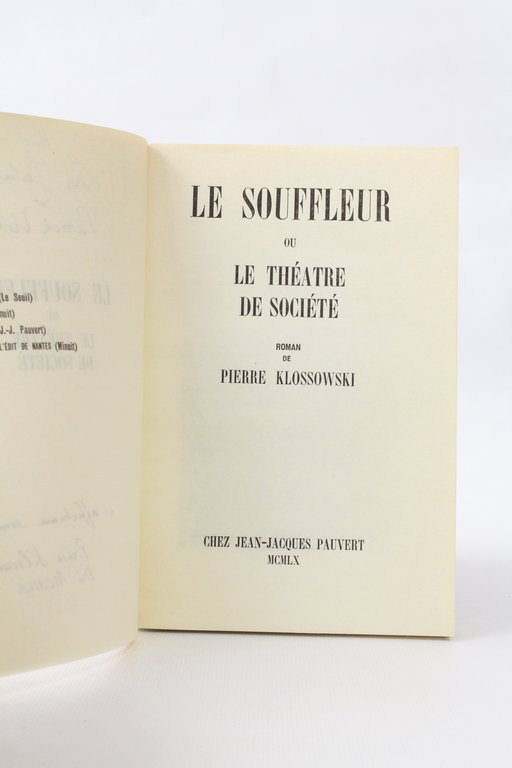 (Le Seuil)
nuit)
J.-J. Pauvert)
L'ÉDIT DE NANTES (Minuit)
LE SOUFFLEUR
OU
LE THÉATRE
DE SOCIÉTÉ
ROMAN
DE
PIERRE KLOSSOWSKI
CHEZ JEAN-JACQUES PAUVERT
MCMLX